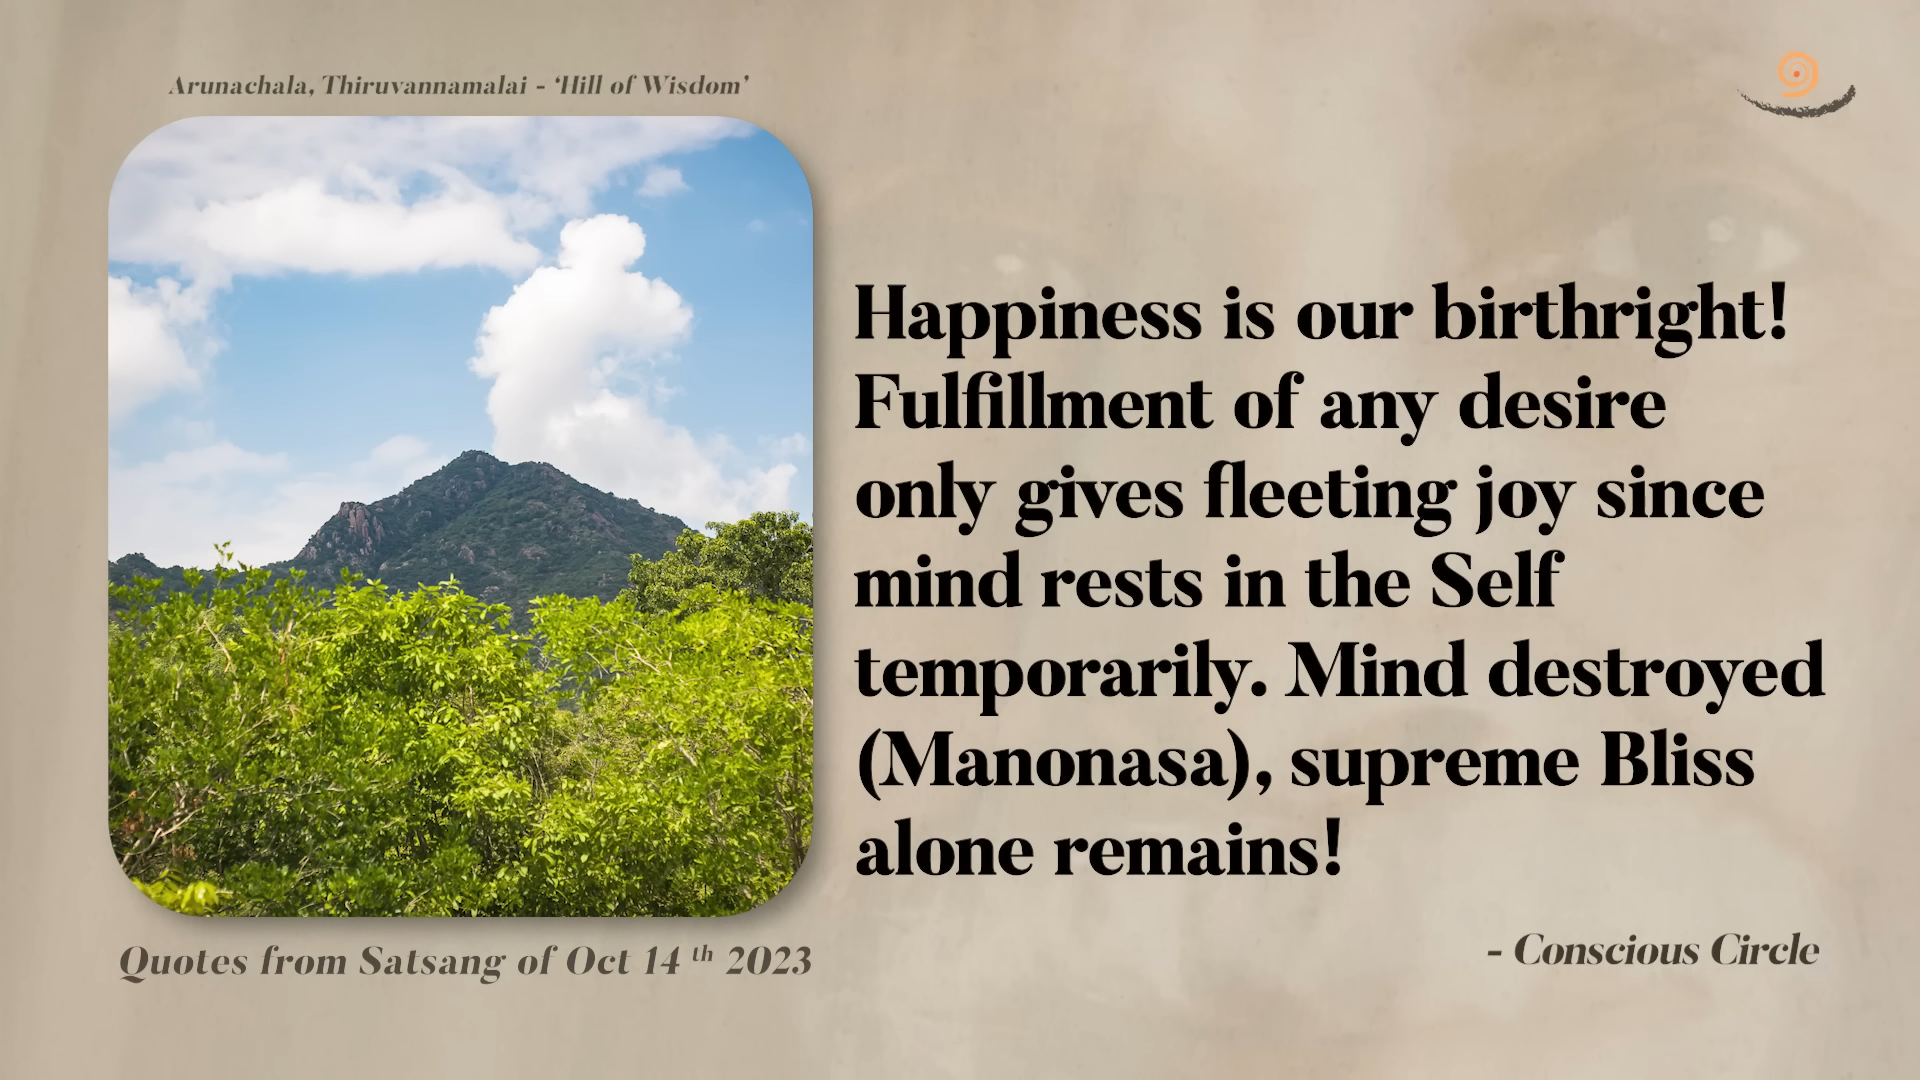 Arunachala, Thiruvannamalai - ‘Hill of Wisdom’
Happiness is our birthright!
Fulfillment of any desire
only gives fleeting joy since
mind rests in the Self
temporarily. Mind destroyed
(Manonasa), supreme Bliss
alone remains!
- Conscious Circle
Quotes from Satsang of Oct 14 th 2023